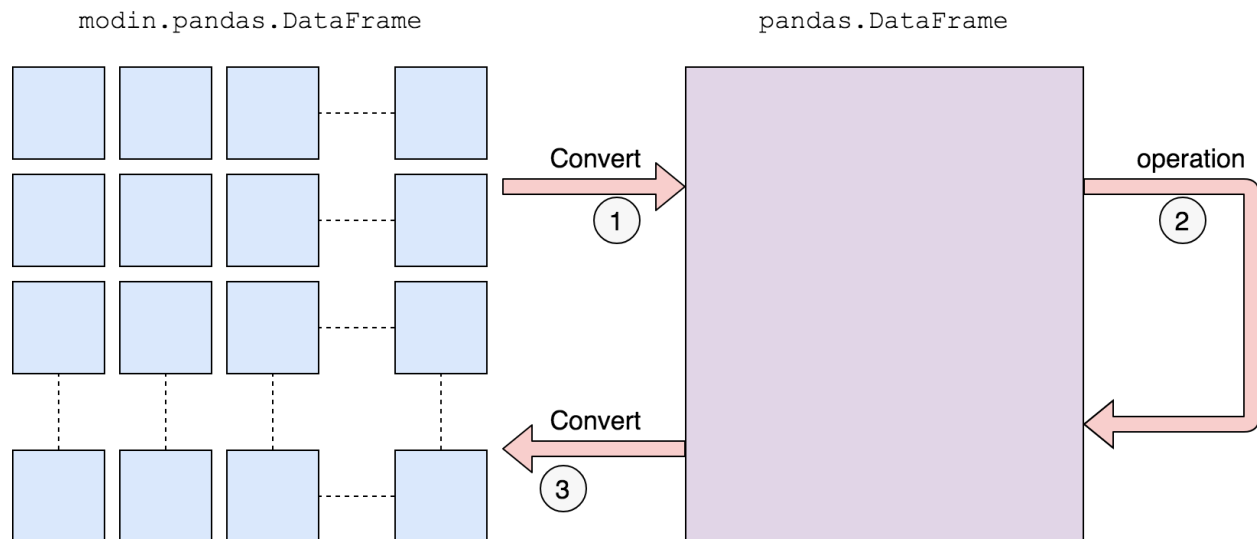 modin.pandas.DataFrame
pandas.DataFrame
Convert
1
operation
2
Convert
3